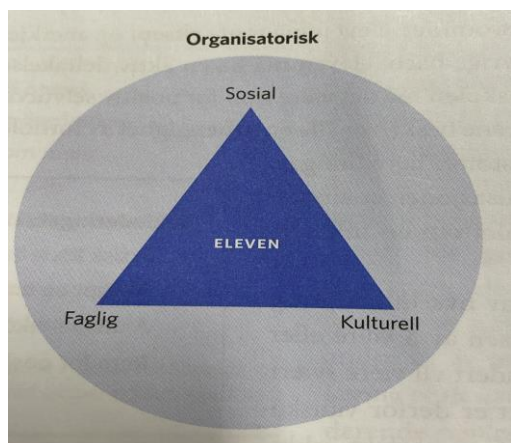 Organisatorisk
Sosial
ELEVEN
Faglig
Kulturell